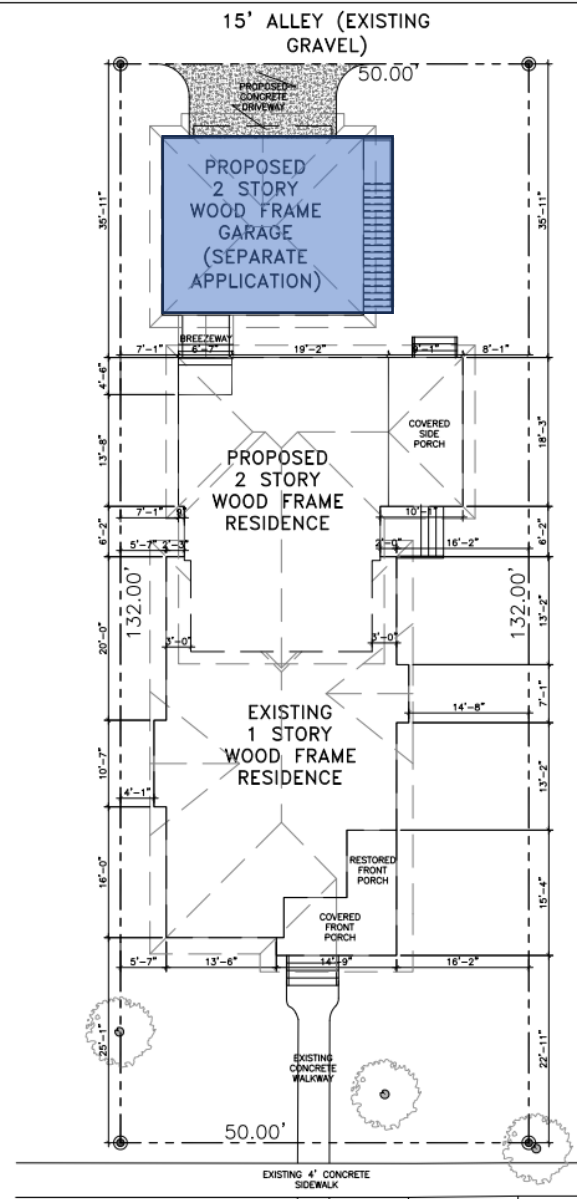 15' ALLEY (EXISTING
GRAVEL)
50.00'
PROPOSED
CONCRETE
DRIVEWAY
PROPOSED
2 STORY
WOOD FRAME
GARAGE
(SEPARATE
APPLICATION)
35'-11"
35'-11"
BREEZEWAY
7'-1"
6'-7"
19'-2"
8'-1"
4'-6"
COVERED
SIDE
PORCH
13'-8"
18'-3"
PROPOSED
2 STORY
WOOD FRAME
RESIDENCE
7'-1"
10'-1"
6'-2"
6'-2"
5'-7"
2'-3"
2'-0"
16'-2"
132.00'
132.00'
20'-0"
13'-2"
3'-0"
3'-0"
7'-1"
14'-8"
EXISTING
1 STORY
WOOD FRAME
RESIDENCE
10'-7"
13'-2"
4'-1"
RESTORED
FRONT
PORCH
16'-0"
15'-4"
COVERED
FRONT
PORCH
5'-7"
13'-6"
14'-9"
16'-2"
25'-1"
22'-11"
EXISTING
CONCRETE
WALKWAY
50.00'
EXISTING 4' CONCRETE
SIDEWALK